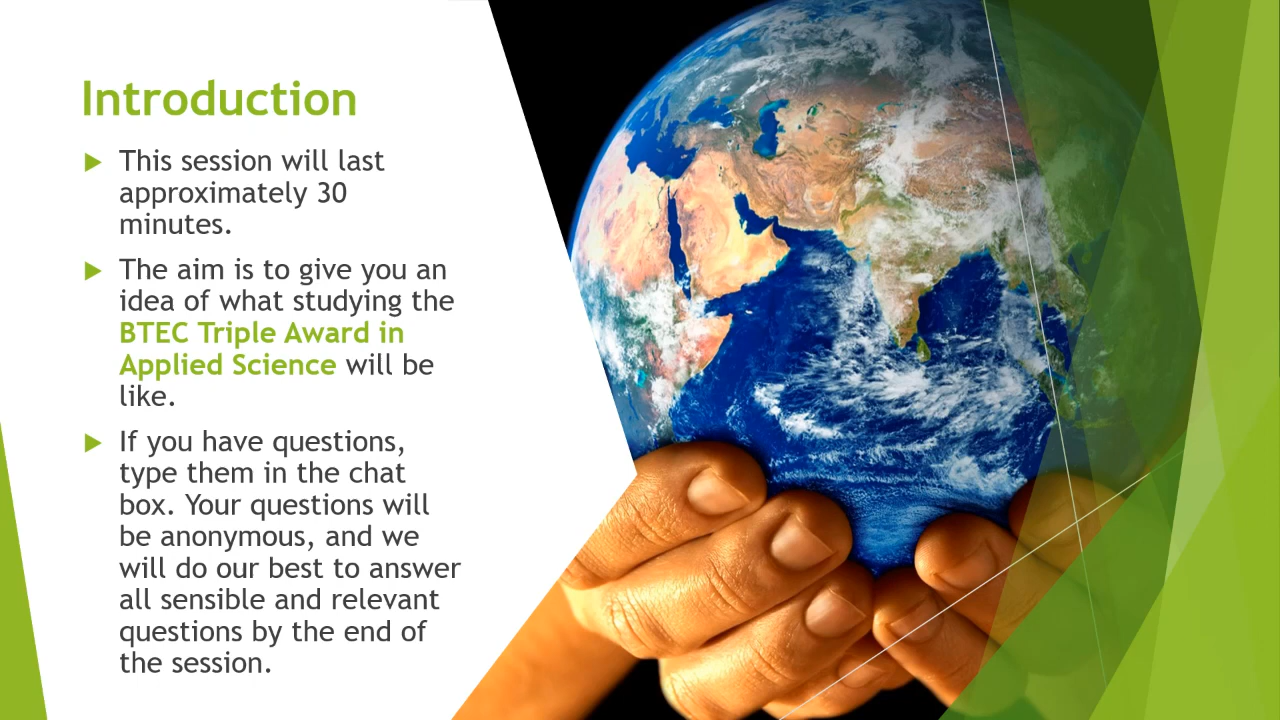 Introduction
This session will last
approximately 30
minutes.
The aim is to give you an
idea of what studying the
BTEC Triple Award in
Applied Science will be
like.
If you have questions,
type them in the chat
box. Your questions will
be anonymous, and we
will do our best to answer
all sensible and relevant
questions by the end of
the session.